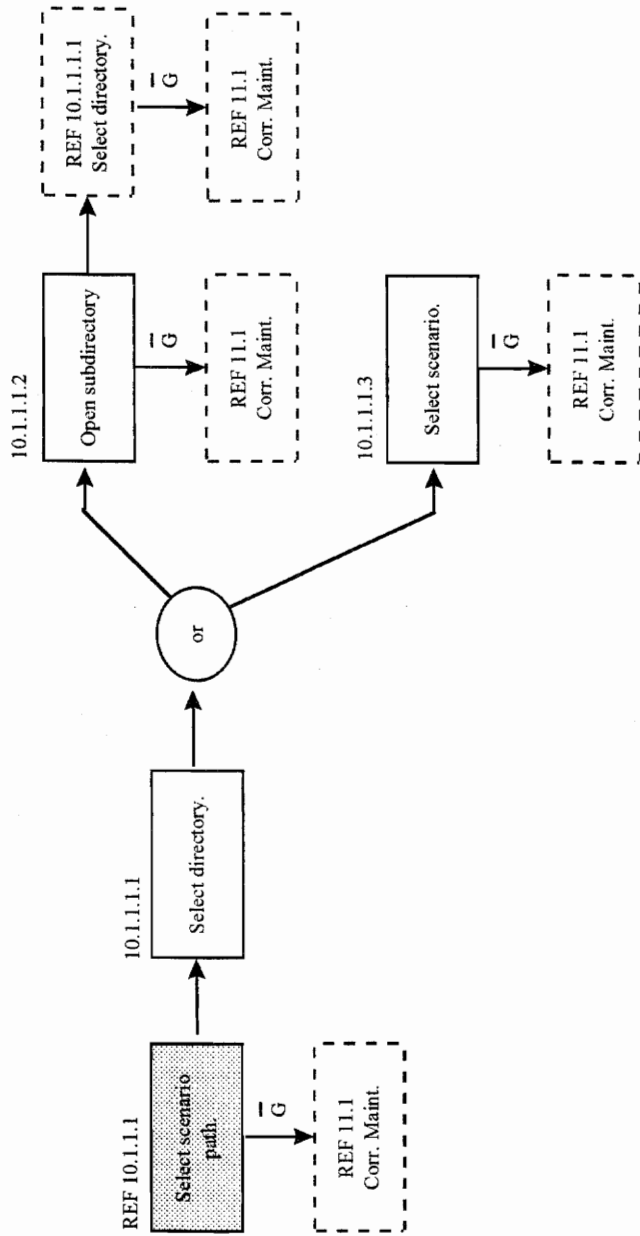 REF 10.1.1.1
Select scenario
path.
G
REF 11.1
Corr. Maint.
10.1.1.1.1
Select directory.
or
10.1.1.1.2
Open subdirectory
G
REF 11.1
Corr. Maint.
REF 10.1.1.1.1
Select directory.
G
REF 11.1
Corr. Maint.
10.1.1.1.3
Select scenario.
G
REF 11.1
Corr. Maint.